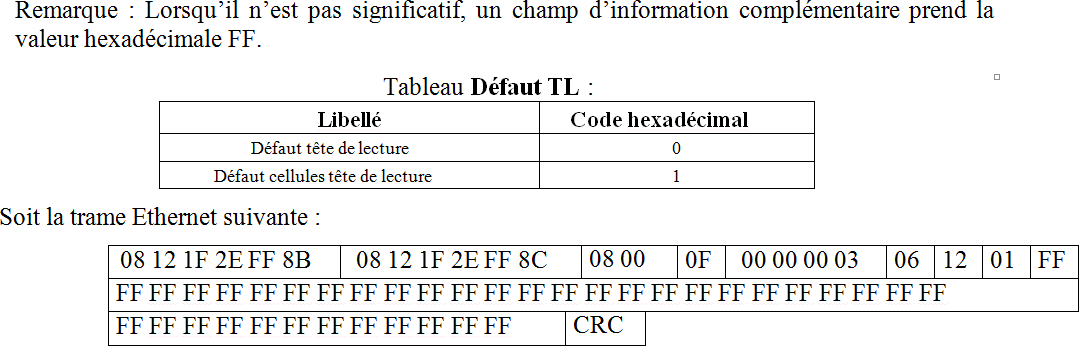 Remarque : Lorsqu'il n'est pas significatif, un champ d'information complémentaire prend la
valeur hexadécimale FF.
Tableau Défaut TL :
Libellé Code hexadécimal
Défaut tête de lecture 0
Défaut cellules tête de lecture 1
Soit la trame Ethernet suivante :
08 12 1F 2E FF 8B 08 12 1F 2E FF 8C 08 00 0F 00 00 00 03 06 12 01 FF
FF FF FF FF FF FF FF FF FF FF FF FF FF FF FF FF FF FF FF FF FF FF FF FF FF
FF FF FF FF FF FF FF FF FF FF FF FF CRC